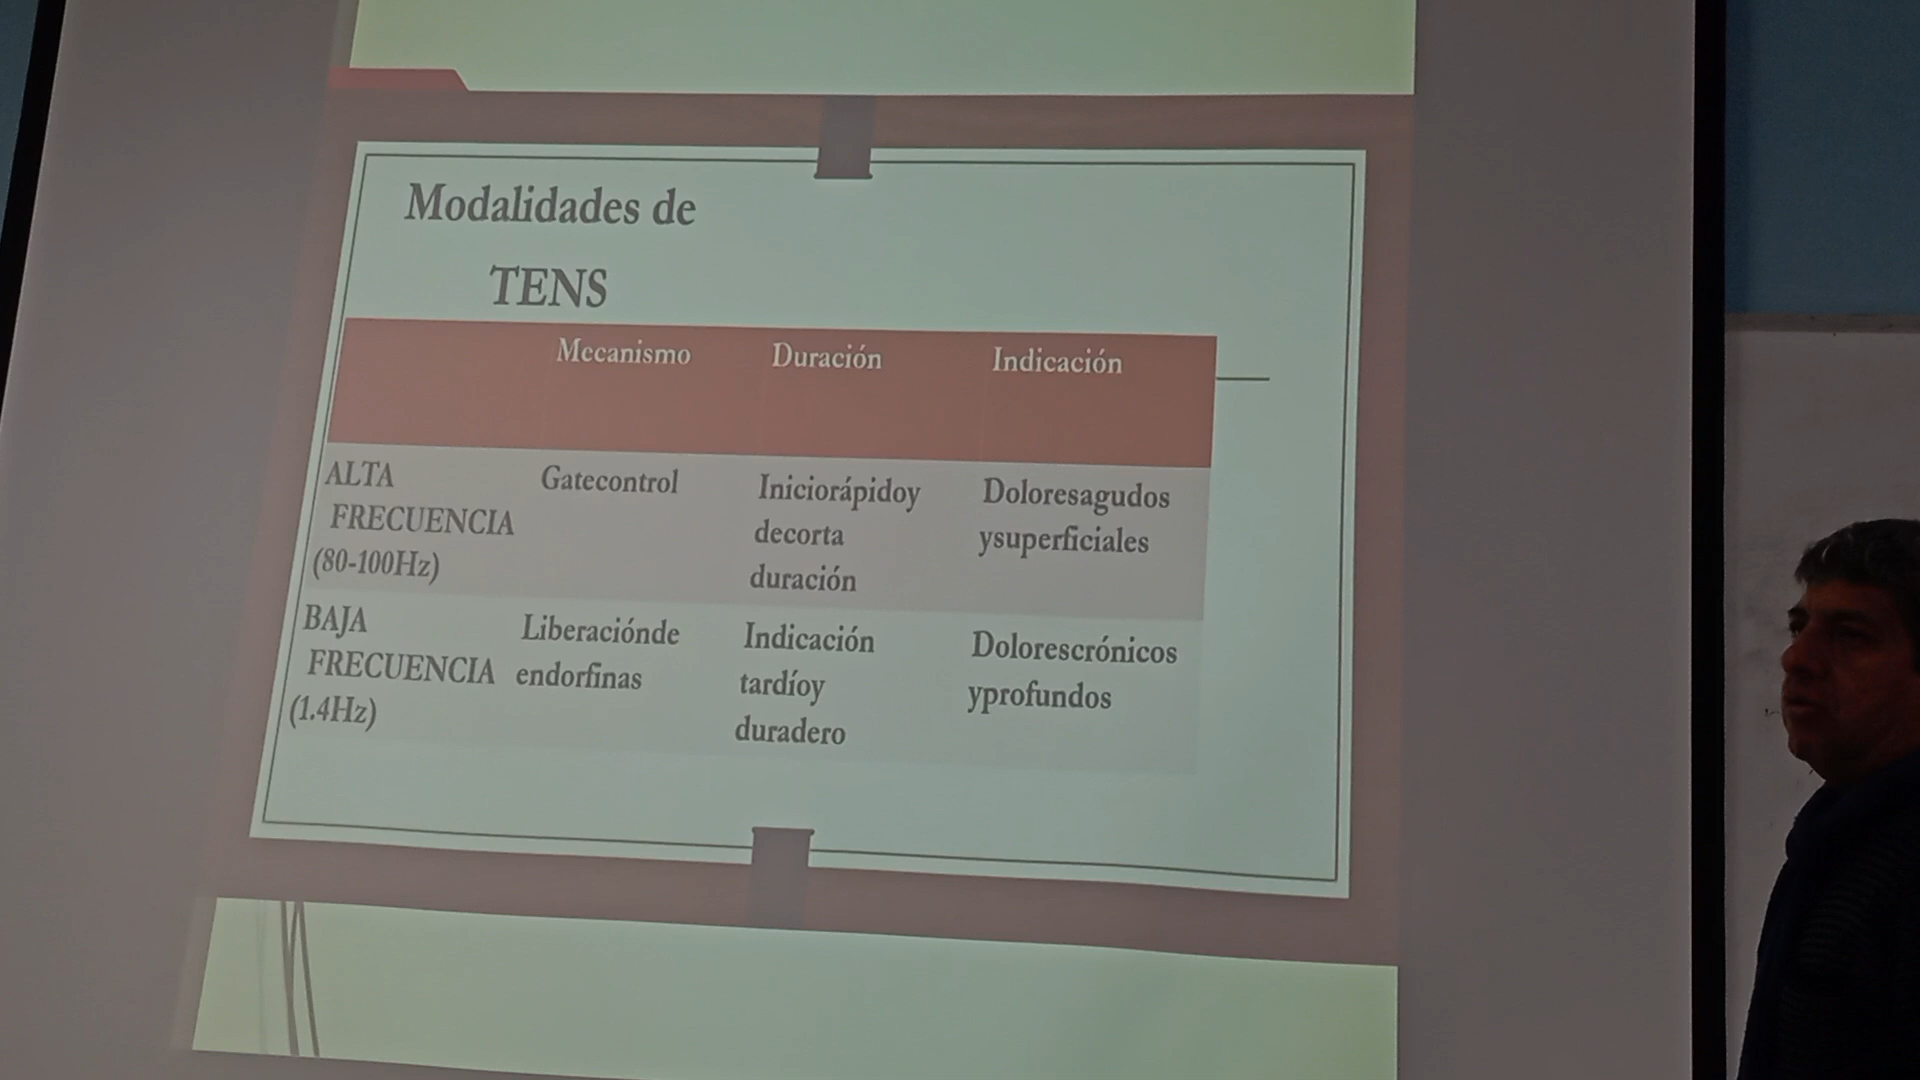 Modalidades de
TENS
Mecanismo Duración Indicación
ALTA
FRECUENCIA
(80-100Hz)
Gatecontrol
Iniciorápidoy
decorta
duración
Doloresagudos
ysuperficiales
BAJA
FRECUENCIA
(1.4Hz)
Liberaciónde
endorfinas
Indicación
tardíoy
duradero
Dolorescrónicos
yprofundos